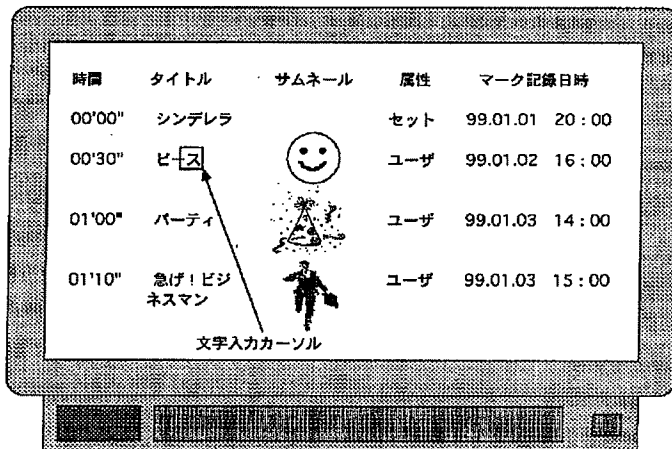 時間 タイトル サムネール 属性 マーク記録日時
00'00" シンデレラ セット 99.01.01 20:00
00'30" ピース ユーザ 99.01.02 16:00
01'00" パーティ ユーザ 99.01.03 14:00
01'10" 急げ!ビジ ユーザ 99.01.03 15:00
ネスマン
文字入力カーソル